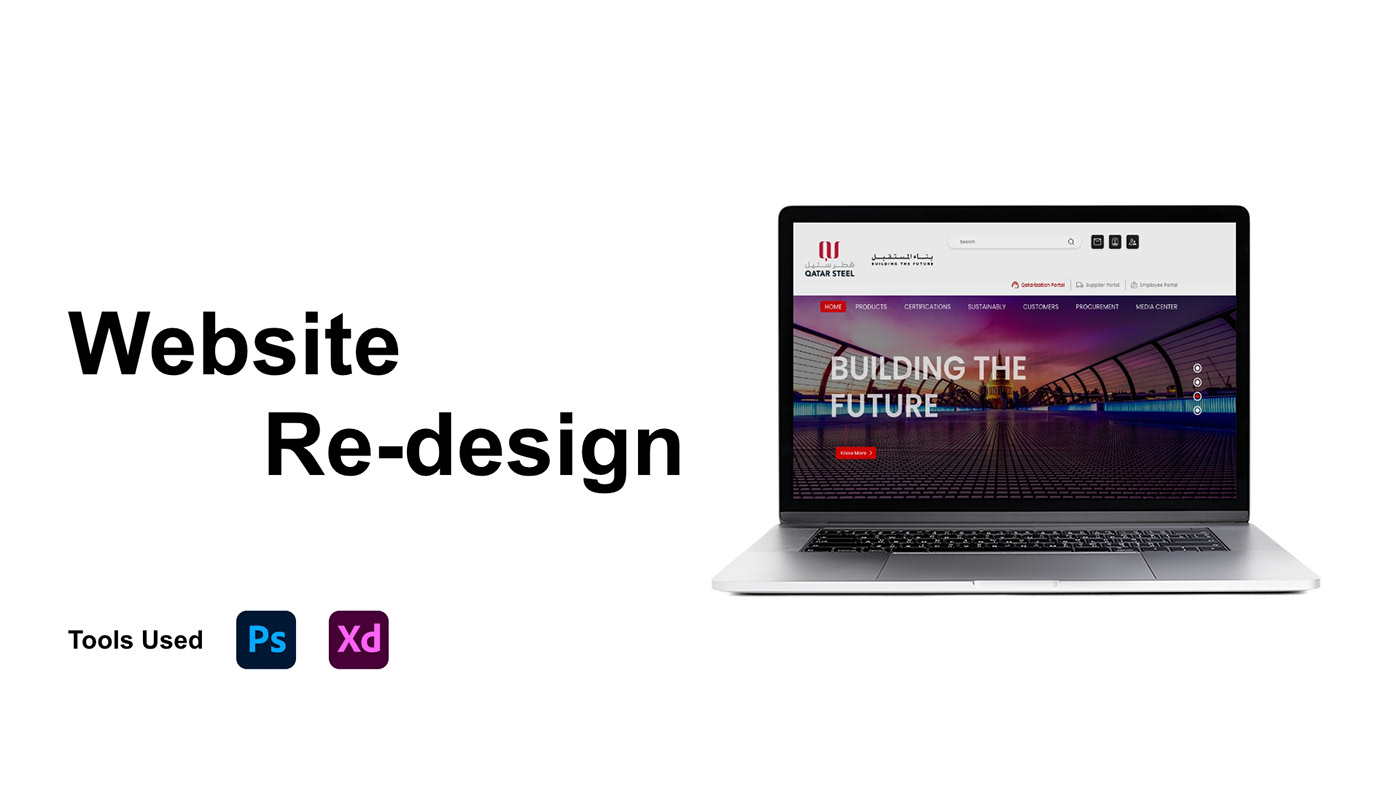 Website
Re-design
Tools Used
Ps
Xd
Search
قطر ستيل
QATAR STEEL
بناء المستقبل
BUILDING THE FUTURE
Qatarization Portal
Supplier Portal
Employee Portal
HOME
PRODUCTS
CERTIFICATIONS
SUSTAINABLY
CUSTOMERS
PROCUREMENT
MEDIA CENTER
BUILDING THE
FUTURE
Know More